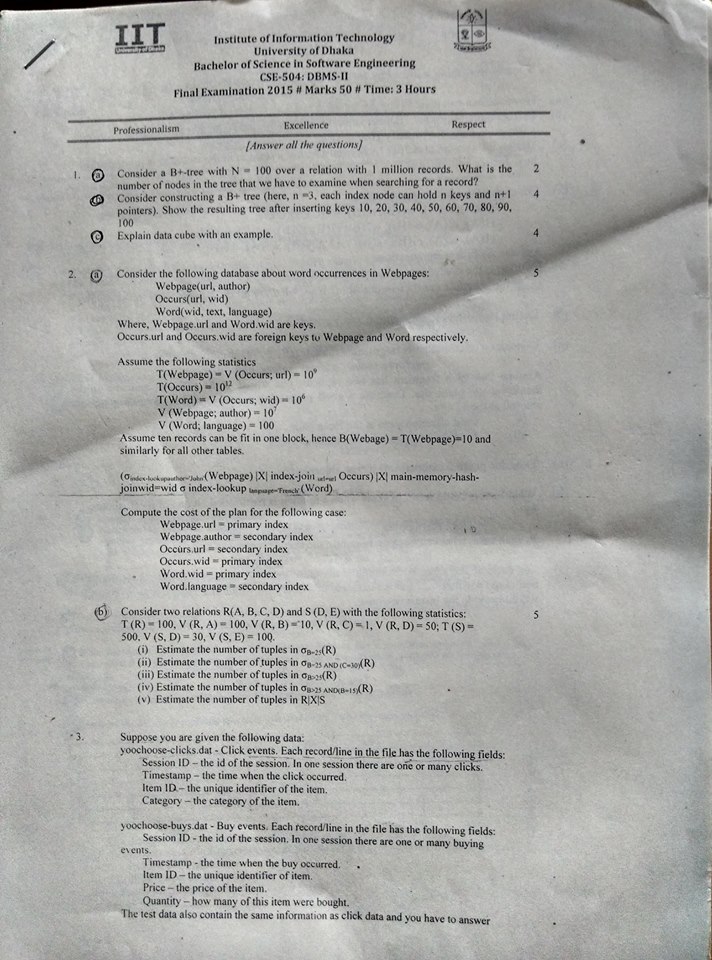 IIT
University of Dhaka
Institute of Information Technology
University of Dhaka
Bachelor of Science in Software Engineering
CSE-504: DBMS-II
Final Examination 2015 # Marks 50 # Time: 3 Hours
Professionalism Excellence Respect
[Answer all the questions]
1. (a) Consider a B+-tree with N = 100 over a relation with 1 million records. What is the 2
number of nodes in the tree that we have to examine when searching for a record?
(b) Consider constructing a B+ tree (here, n =3, each index node can hold n keys and n+1 4
pointers). Show the resulting tree after inserting keys 10, 20, 30, 40, 50, 60, 70, 80, 90,
100
(c) Explain data cube with an example. 4
2. (a) Consider the following database about word occurrences in Webpages: 5
Webpage(url, author)
Occurs(url, wid)
Word(wid, text, language)
Where, Webpage.url and Word.wid are keys.
Occurs.url and Occurs.wid are foreign keys to Webpage and Word respectively.
Assume the following statistics
T(Webpage) = V (Occurs; url) = 10⁹
T(Occurs) = 10¹²
T(Word) = V (Occurs; wid) = 10⁶
V (Webpage; author) = 10⁷
V (Word; language) = 100
Assume ten records can be fit in one block, hence B(Webage) = T(Webpage)=10 and
similarly for all other tables.
(σindex-lookupauthor='John'(Webpage) |X| index-join url=url Occurs) |X| main-memory-hash-
joinwid=wid σ index-lookup language='French' (Word)
Compute the cost of the plan for the following case:
Webpage.url = primary index
Webpage.author = secondary index
Occurs.url = secondary index
Occurs.wid = primary index
Word.wid = primary index
Word.language = secondary index
(b) Consider two relations R(A, B, C, D) and S (D, E) with the following statistics: 5
T (R) = 100, V (R, A) = 100, V (R, B) = 10, V (R, C) = 1, V (R, D) = 50; T (S) =
500, V (S, D) = 30, V (S, E) = 100.
(i) Estimate the number of tuples in σB=25(R)
(ii) Estimate the number of tuples in σB=25 AND (C=30)(R)
(iii) Estimate the number of tuples in σB>25(R)
(iv) Estimate the number of tuples in σB>25 AND(B=15)(R)
(v) Estimate the number of tuples in R|X|S
3. Suppose you are given the following data:
yoochoose-clicks.dat - Click events. Each record/line in the file has the following fields:
Session ID – the id of the session. In one session there are one or many clicks.
Timestamp – the time when the click occurred.
Item ID – the unique identifier of the item.
Category – the category of the item.
yoochoose-buys.dat - Buy events. Each record/line in the file has the following fields:
Session ID - the id of the session. In one session there are one or many buying
events.
Timestamp - the time when the buy occurred.
Item ID – the unique identifier of item.
Price – the price of the item.
Quantity – how many of this item were bought.
The test data also contain the same information as click data and you have to answer